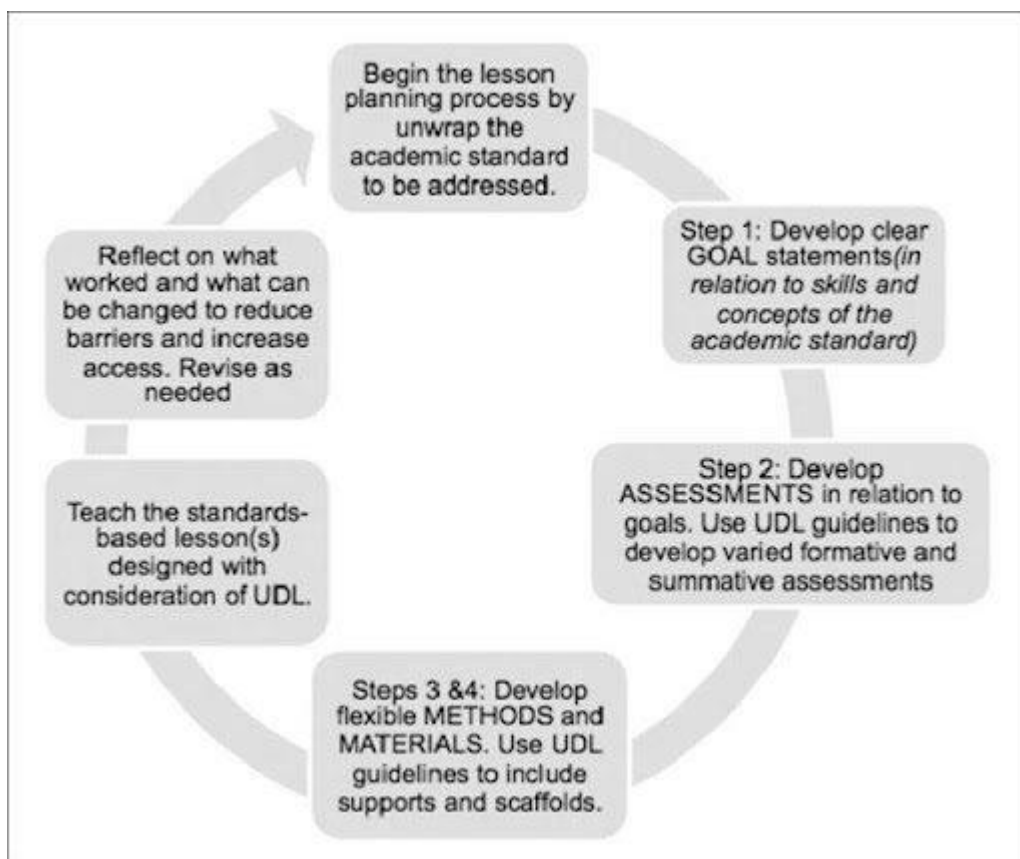 Begin the lesson
planning process by
unwrap the
academic standard
to be addressed.
Step 1: Develop clear
GOAL statements(in
relation to skills and
concepts of the
academic standard)
Step 2: Develop
ASSESSMENTS in relation to
goals. Use UDL guidelines to
develop varied formative and
summative assessments
Steps 3 &4: Develop
flexible METHODS and
MATERIALS. Use UDL
guidelines to include
supports and scaffolds.
Teach the standards-
based lesson(s)
designed with
consideration of UDL.
Reflect on what
worked and what can
be changed to reduce
barriers and increase
access. Revise as
needed